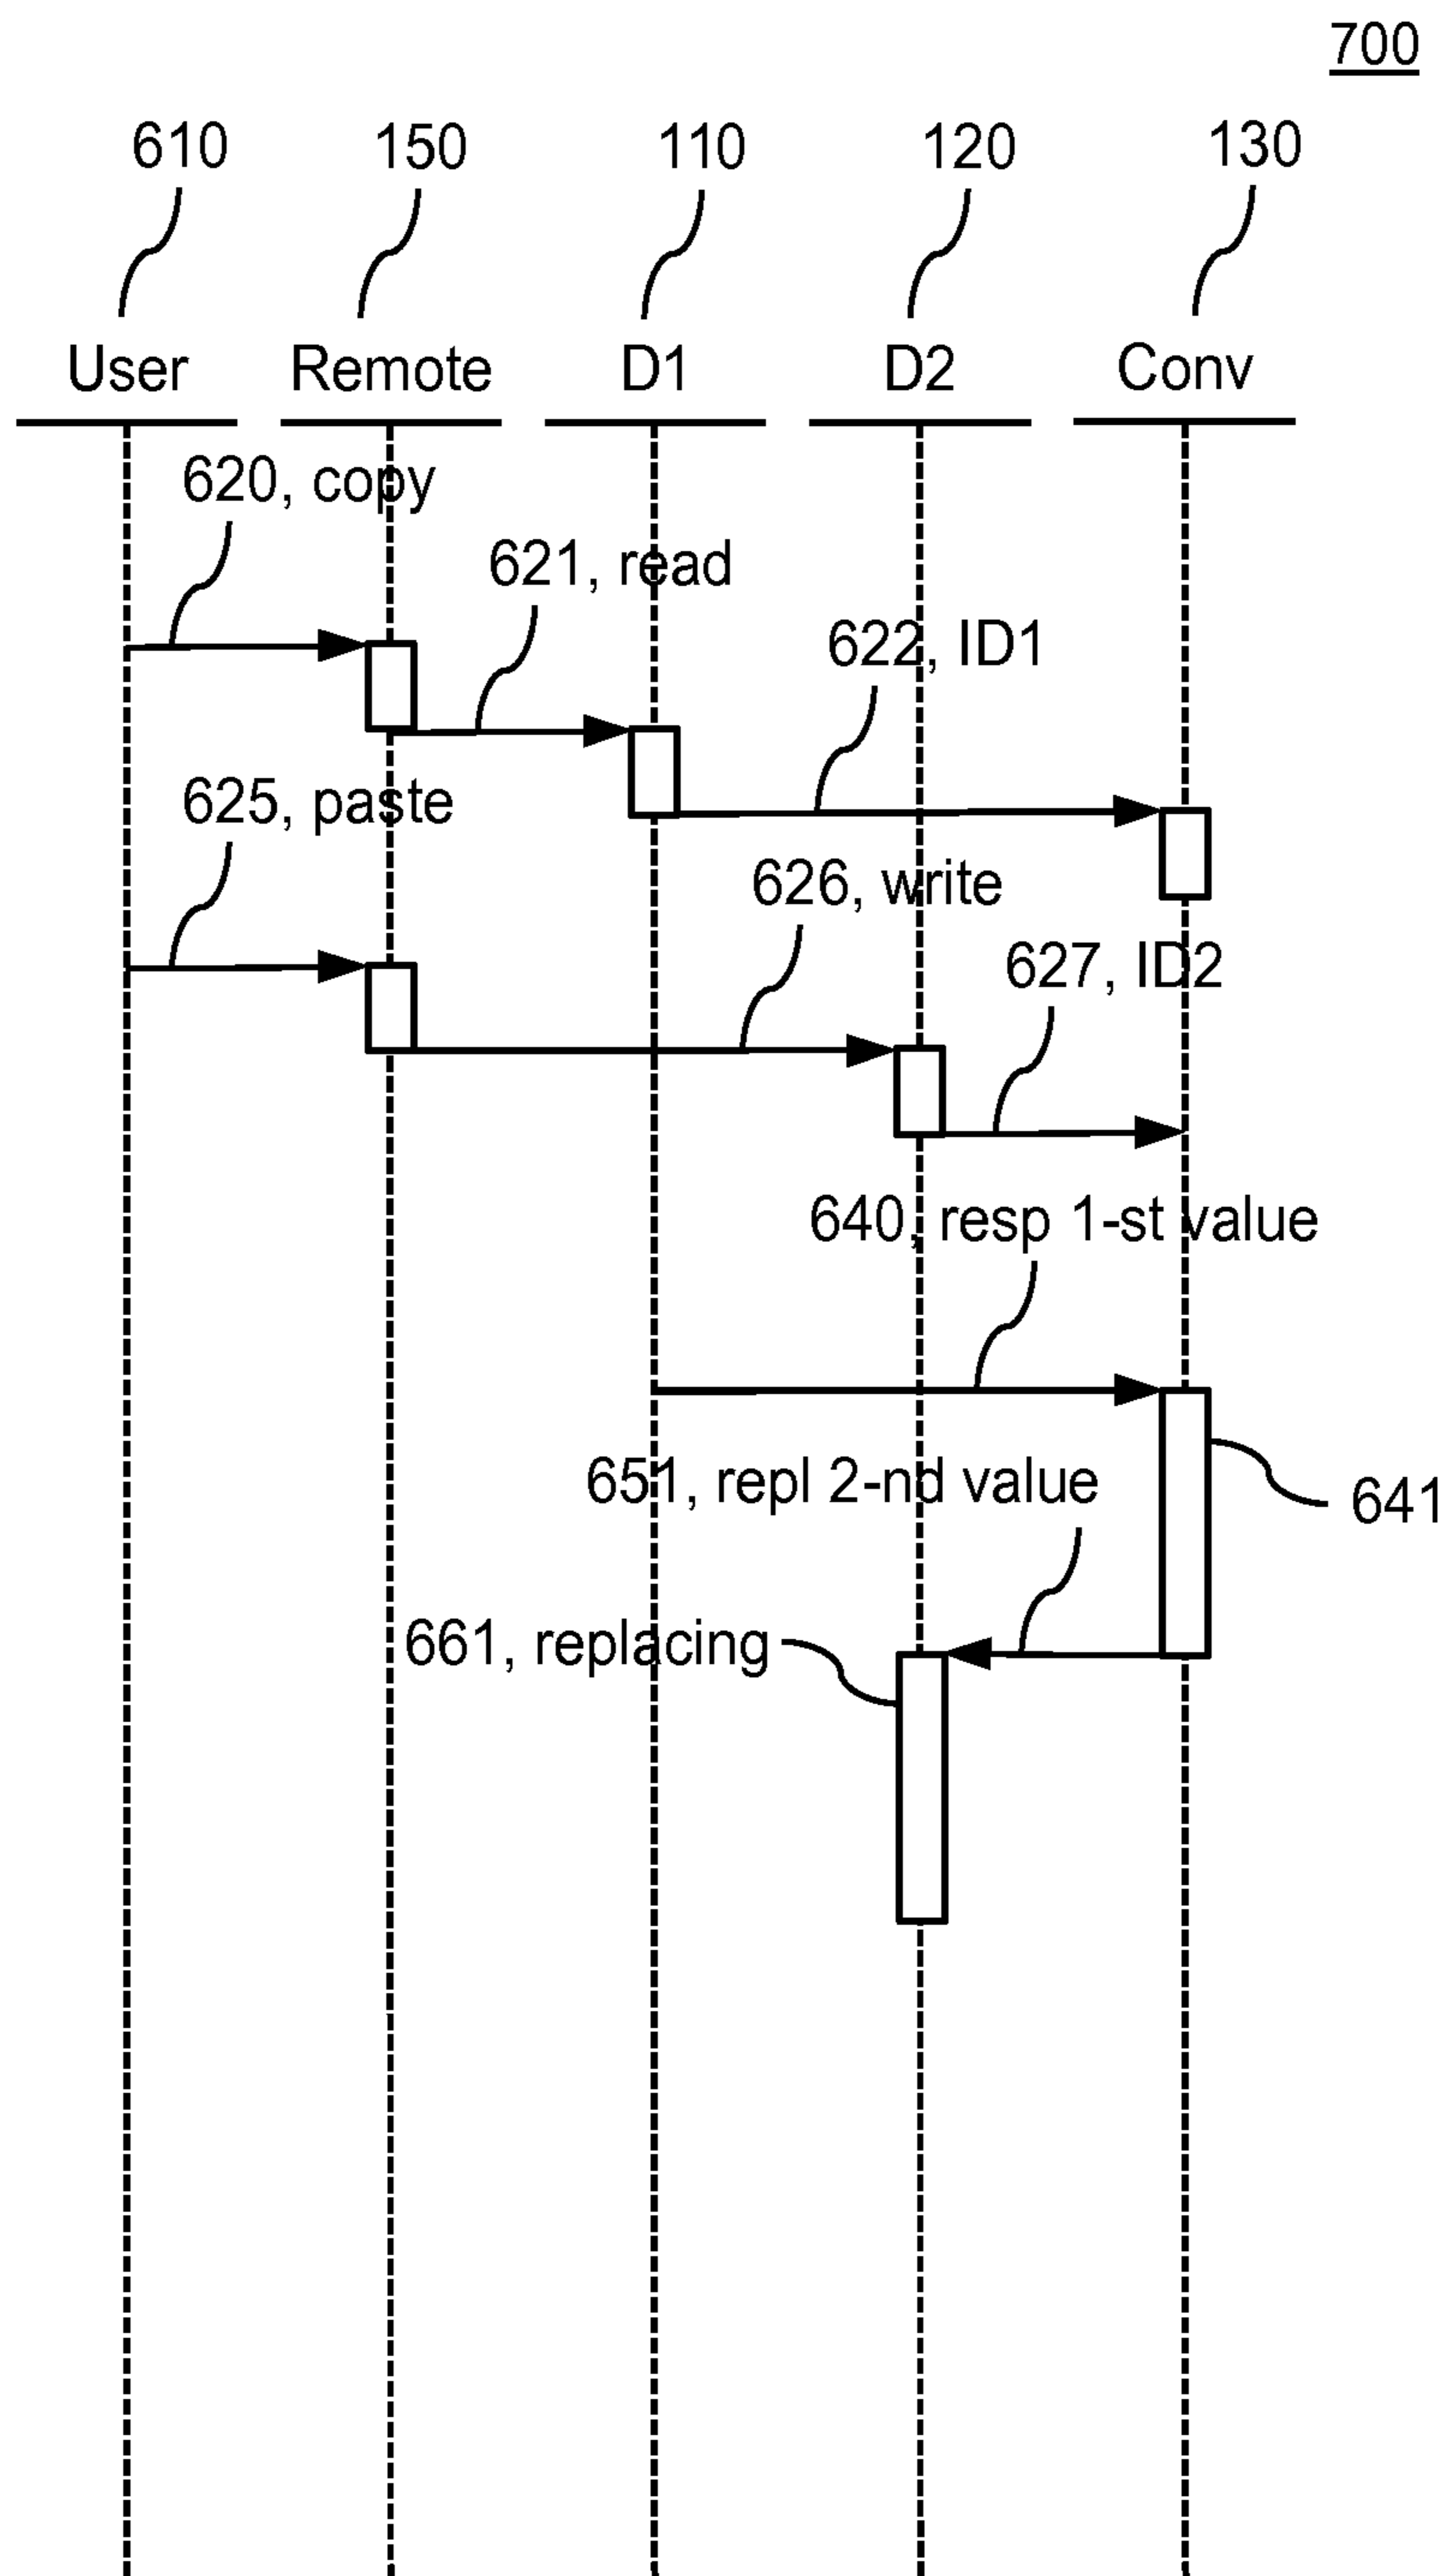 700
610 150 110 120 130
User Remote D1 D2 Conv
620, copy
621, read
622, ID1
625, paste
626, write
627, ID2
640, resp 1-st value
651, repl 2-nd value
641
661, replacing